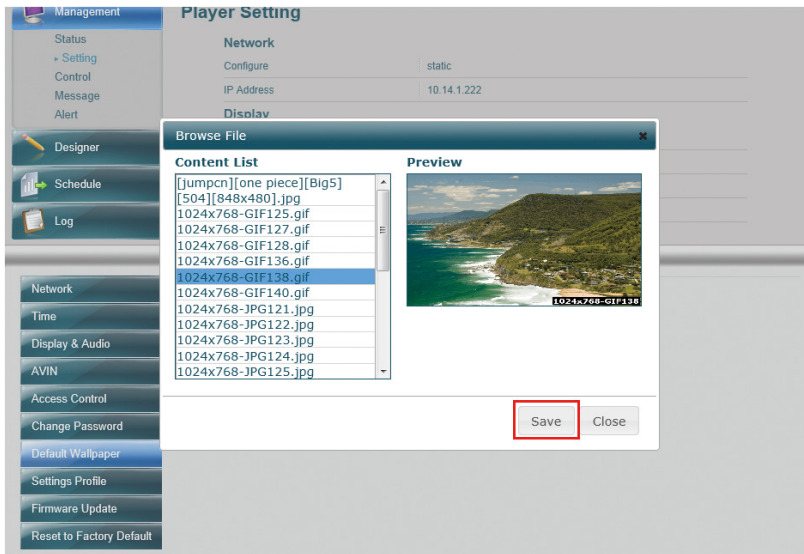 Management
Status
▸ Setting
Control
Message
Alert
Designer
Schedule
Log
Player Setting
Network
Configure static
IP Address 10.14.1.222
Display
Browse File
Content List
[jumpcn][one piece][Big5]
[504][848x480].jpg
1024x768-GIF125.gif
1024x768-GIF127.gif
1024x768-GIF128.gif
1024x768-GIF136.gif
1024x768-GIF138.gif
1024x768-GIF140.gif
1024x768-JPG121.jpg
1024x768-JPG122.jpg
1024x768-JPG123.jpg
1024x768-JPG124.jpg
1024x768-JPG125.jpg
Preview
1024x768-GIF138
Save
Close
Network
Time
Display & Audio
AVIN
Access Control
Change Password
Default Wallpaper
Settings Profile
Firmware Update
Reset to Factory Default